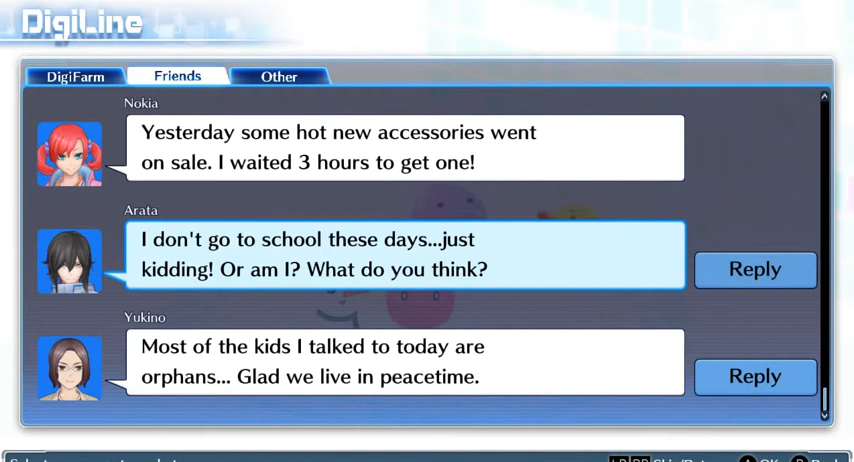 DigiLine
DigiFarm
Friends
Other
Nokia
Yesterday some hot new accessories went
on sale. I waited 3 hours to get one!
Arata
I don't go to school these days...just
kidding! Or am I? What do you think?
Reply
Yukino
Most of the kids I talked to today are
orphans... Glad we live in peacetime.
Reply